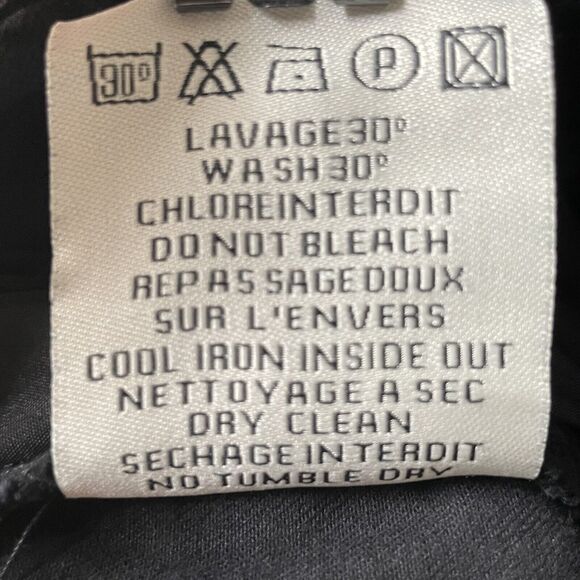 30° P
LAVAGE30°
WASH30°
CHLOREINTERDIT
DO NOT BLEACH
REPASSAGEDOUX
SUR L'ENVERS
COOL IRON INSIDE OUT
NETTOYAGE A SEC
DRY CLEAN
SECHAGE INTERDIT
NO TUMBLE DRY